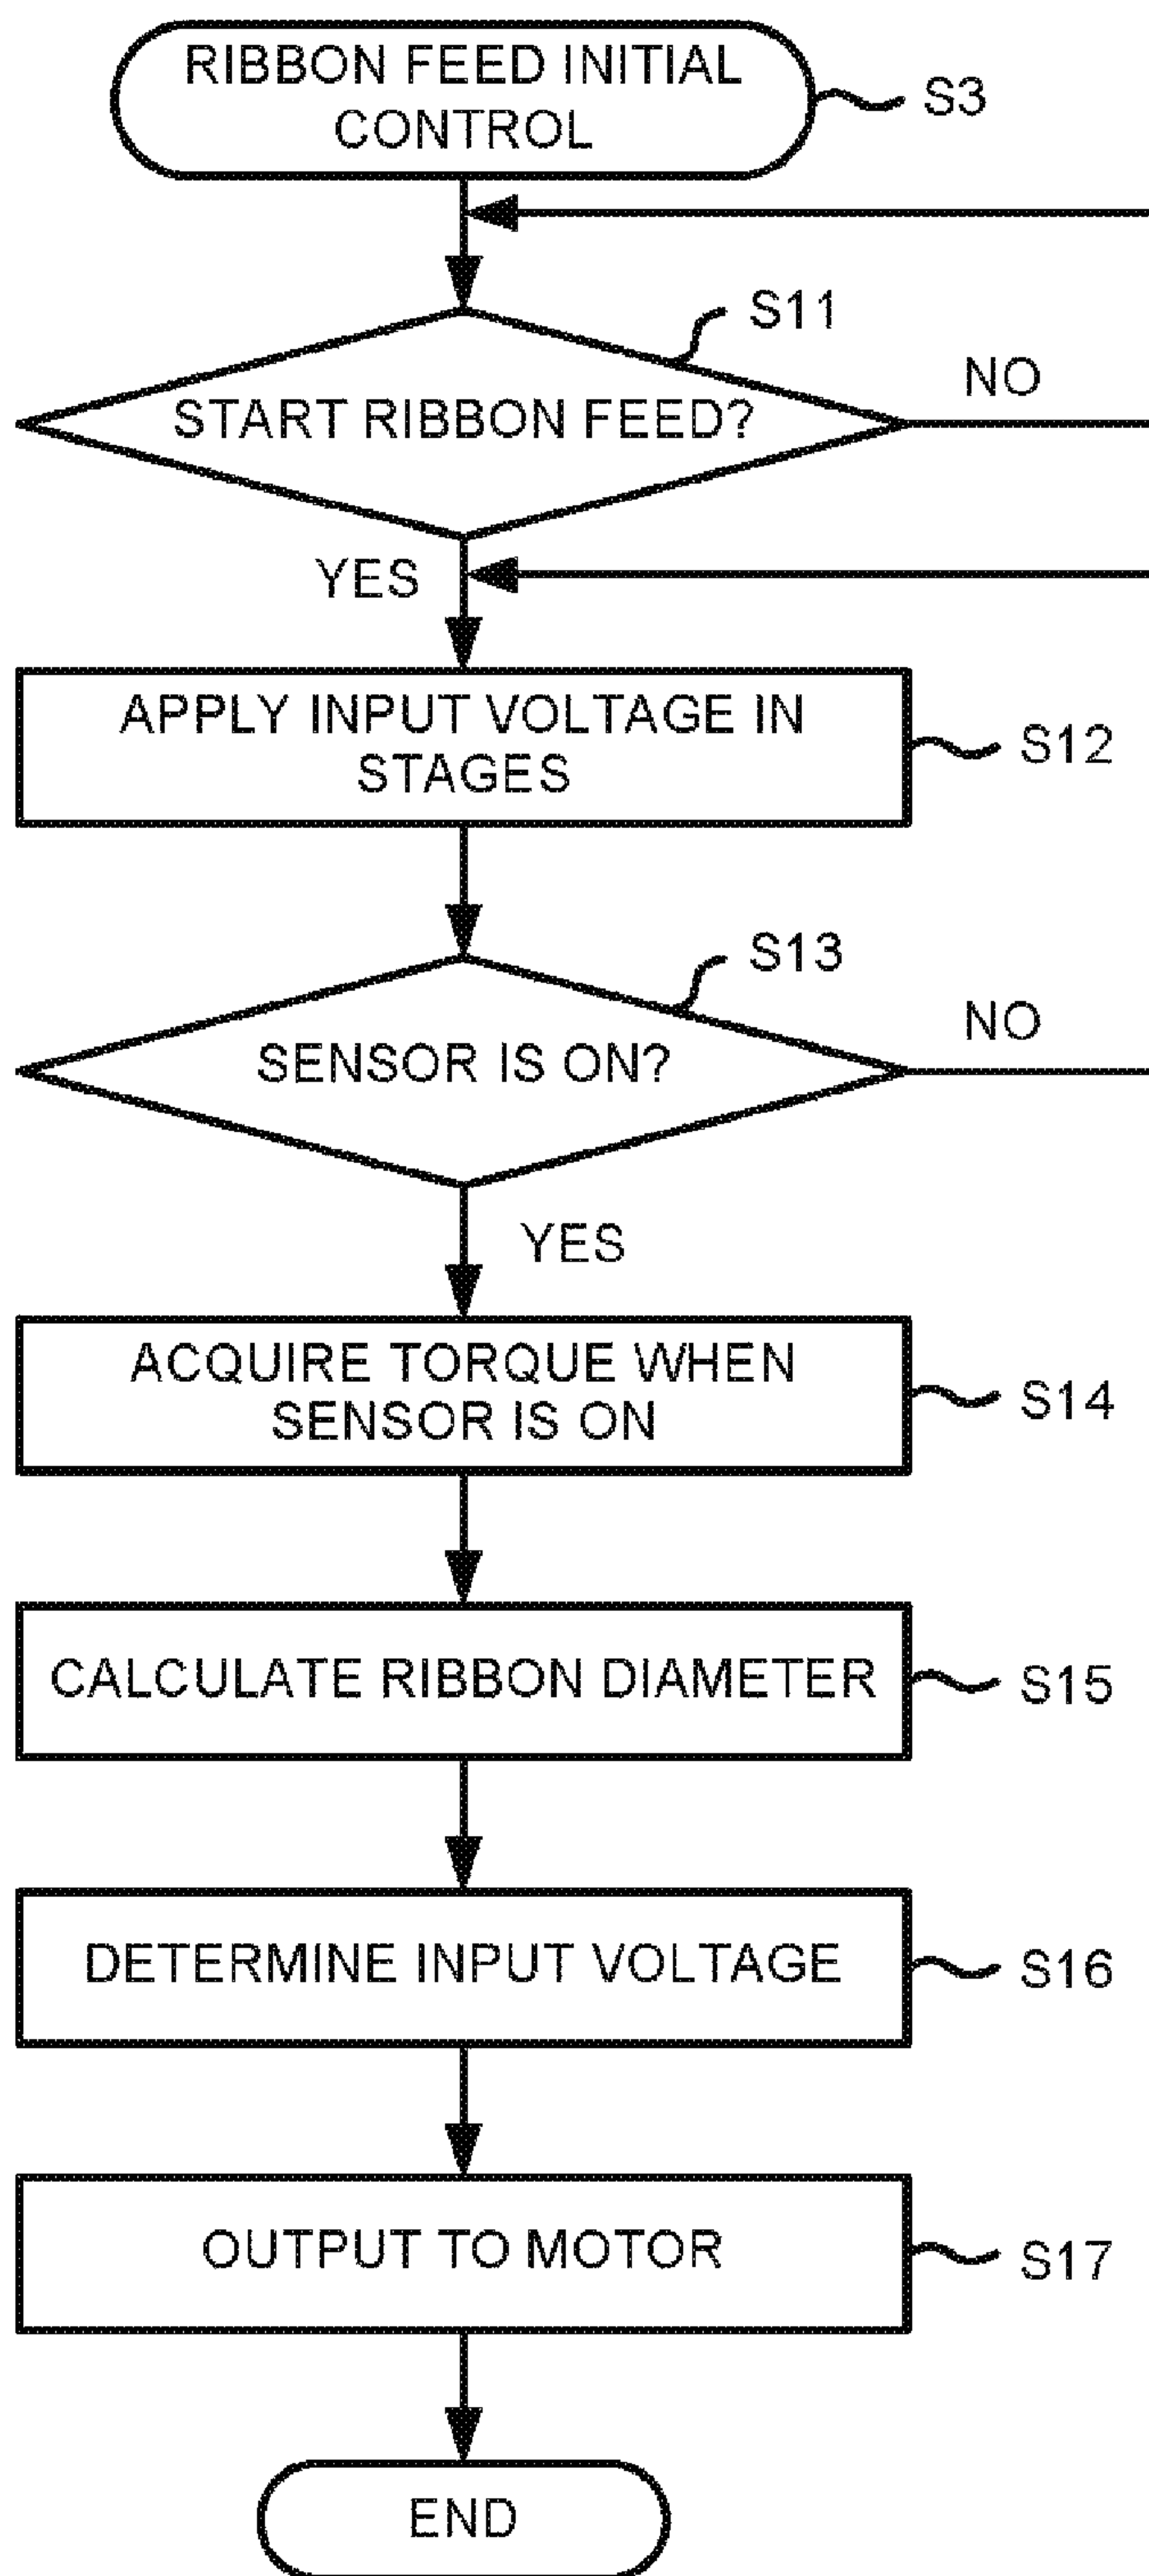 RIBBON FEED INITIAL
CONTROL
S3
S11
START RIBBON FEED?
NO
YES
APPLY INPUT VOLTAGE IN
STAGES
S12
S13
SENSOR IS ON?
NO
YES
ACQUIRE TORQUE WHEN
SENSOR IS ON
S14
CALCULATE RIBBON DIAMETER
S15
DETERMINE INPUT VOLTAGE
S16
OUTPUT TO MOTOR
S17
END